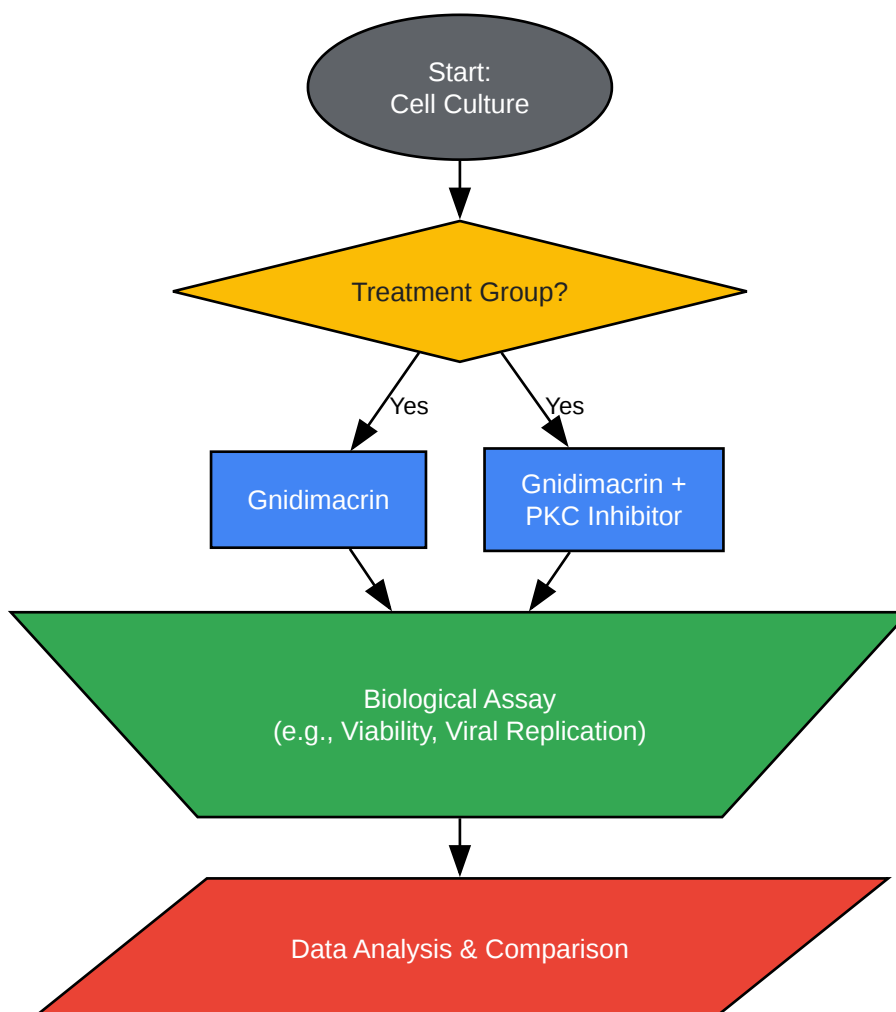 Start:
Cell Culture
Treatment Group?
Yes
Yes
Gnidimacrin
Gnidimacrin +
PKC Inhibitor
Biological Assay
(e.g., Viability, Viral Replication)
Data Analysis & Comparison